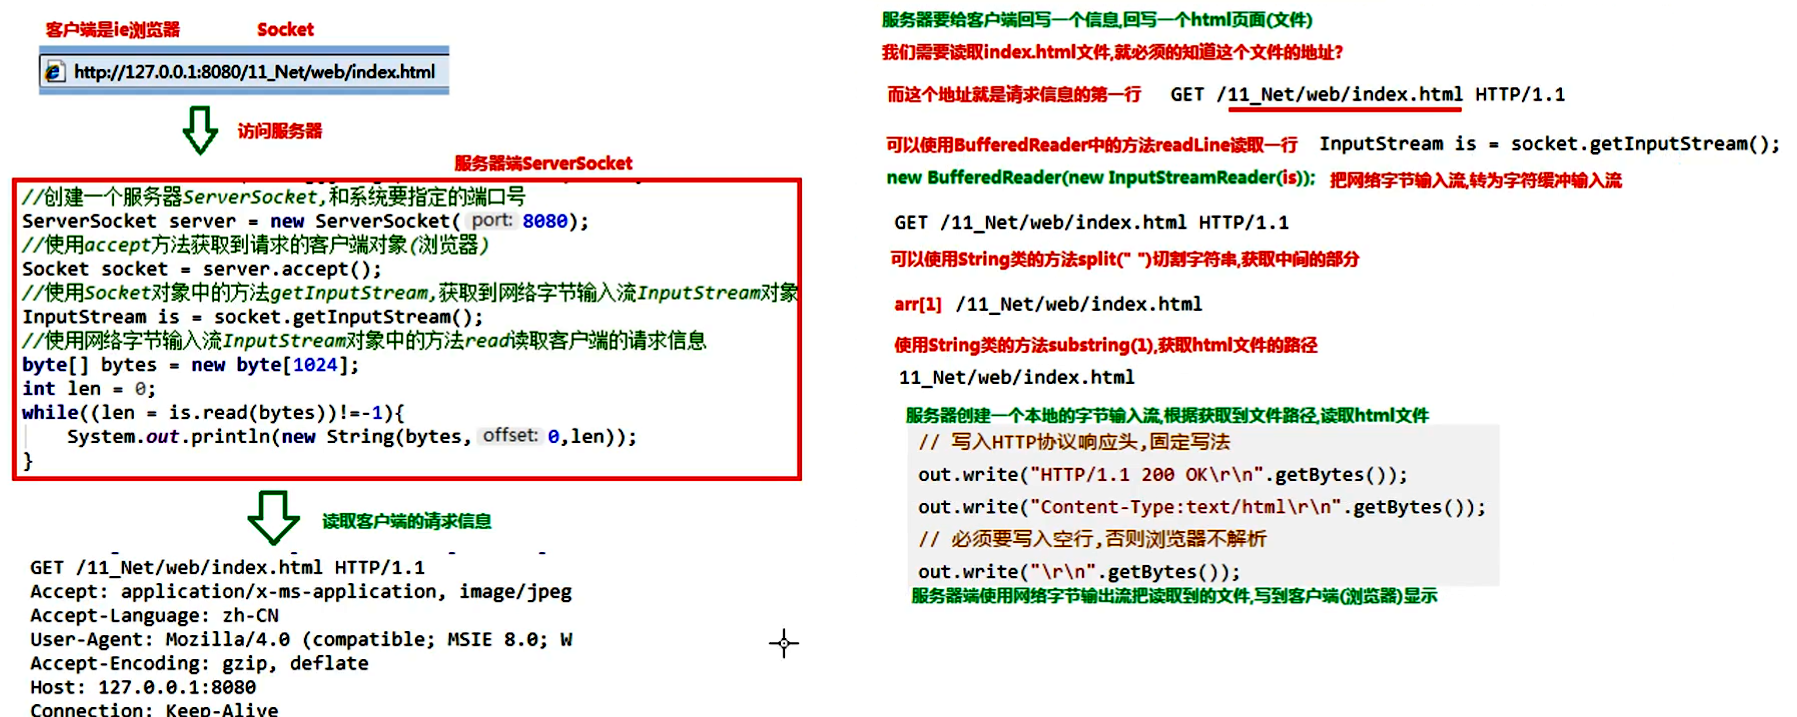 客户端是ie浏览器 Socket
http://127.0.0.1:8080/11_Net/web/index.html
访问服务器
服务器端ServerSocket
//创建一个服务器ServerSocket,和系统要指定的端口号
ServerSocket server = new ServerSocket( port: 8080);
//使用accept方法获取到请求的客户端对象(浏览器)
Socket socket = server.accept();
//使用Socket对象中的方法getInputStream,获取到网络字节输入流InputStream对象
InputStream is = socket.getInputStream();
//使用网络字节输入流InputStream对象中的方法read读取客户端的请求信息
byte[] bytes = new byte[1024];
int len = 0;
while((len = is.read(bytes))!=-1){
System.out.println(new String(bytes, offset: 0,len));
}
读取客户端的请求信息
GET /11_Net/web/index.html HTTP/1.1
Accept: application/x-ms-application, image/jpeg
Accept-Language: zh-CN
User-Agent: Mozilla/4.0 (compatible; MSIE 8.0; W
Accept-Encoding: gzip, deflate
Host: 127.0.0.1:8080
Connection: Keep-Alive
服务器要给客户端回写一个信息,回写一个html页面(文件)
我们需要读取index.html文件,就必须的知道这个文件的地址?
而这个地址就是请求信息的第一行 GET /11_Net/web/index.html HTTP/1.1
可以使用BufferedReader中的方法readLine读取一行 InputStream is = socket.getInputStream();
new BufferedReader(new InputStreamReader(is)); 把网络字节输入流,转为字符缓冲输入流
GET /11_Net/web/index.html HTTP/1.1
可以使用String类的方法split(" ")切割字符串,获取中间的部分
arr[1] /11_Net/web/index.html
使用String类的方法substring(1),获取html文件的路径
11_Net/web/index.html
服务器创建一个本地的字节输入流,根据获取到文件路径,读取html文件
// 写入HTTP协议响应头,固定写法
out.write("HTTP/1.1 200 OK\r\n".getBytes());
out.write("Content-Type:text/html\r\n".getBytes());
// 必须要写入空行,否则浏览器不解析
out.write("\r\n".getBytes());
服务器端使用网络字节输出流把读取到的文件,写到客户端(浏览器)显示